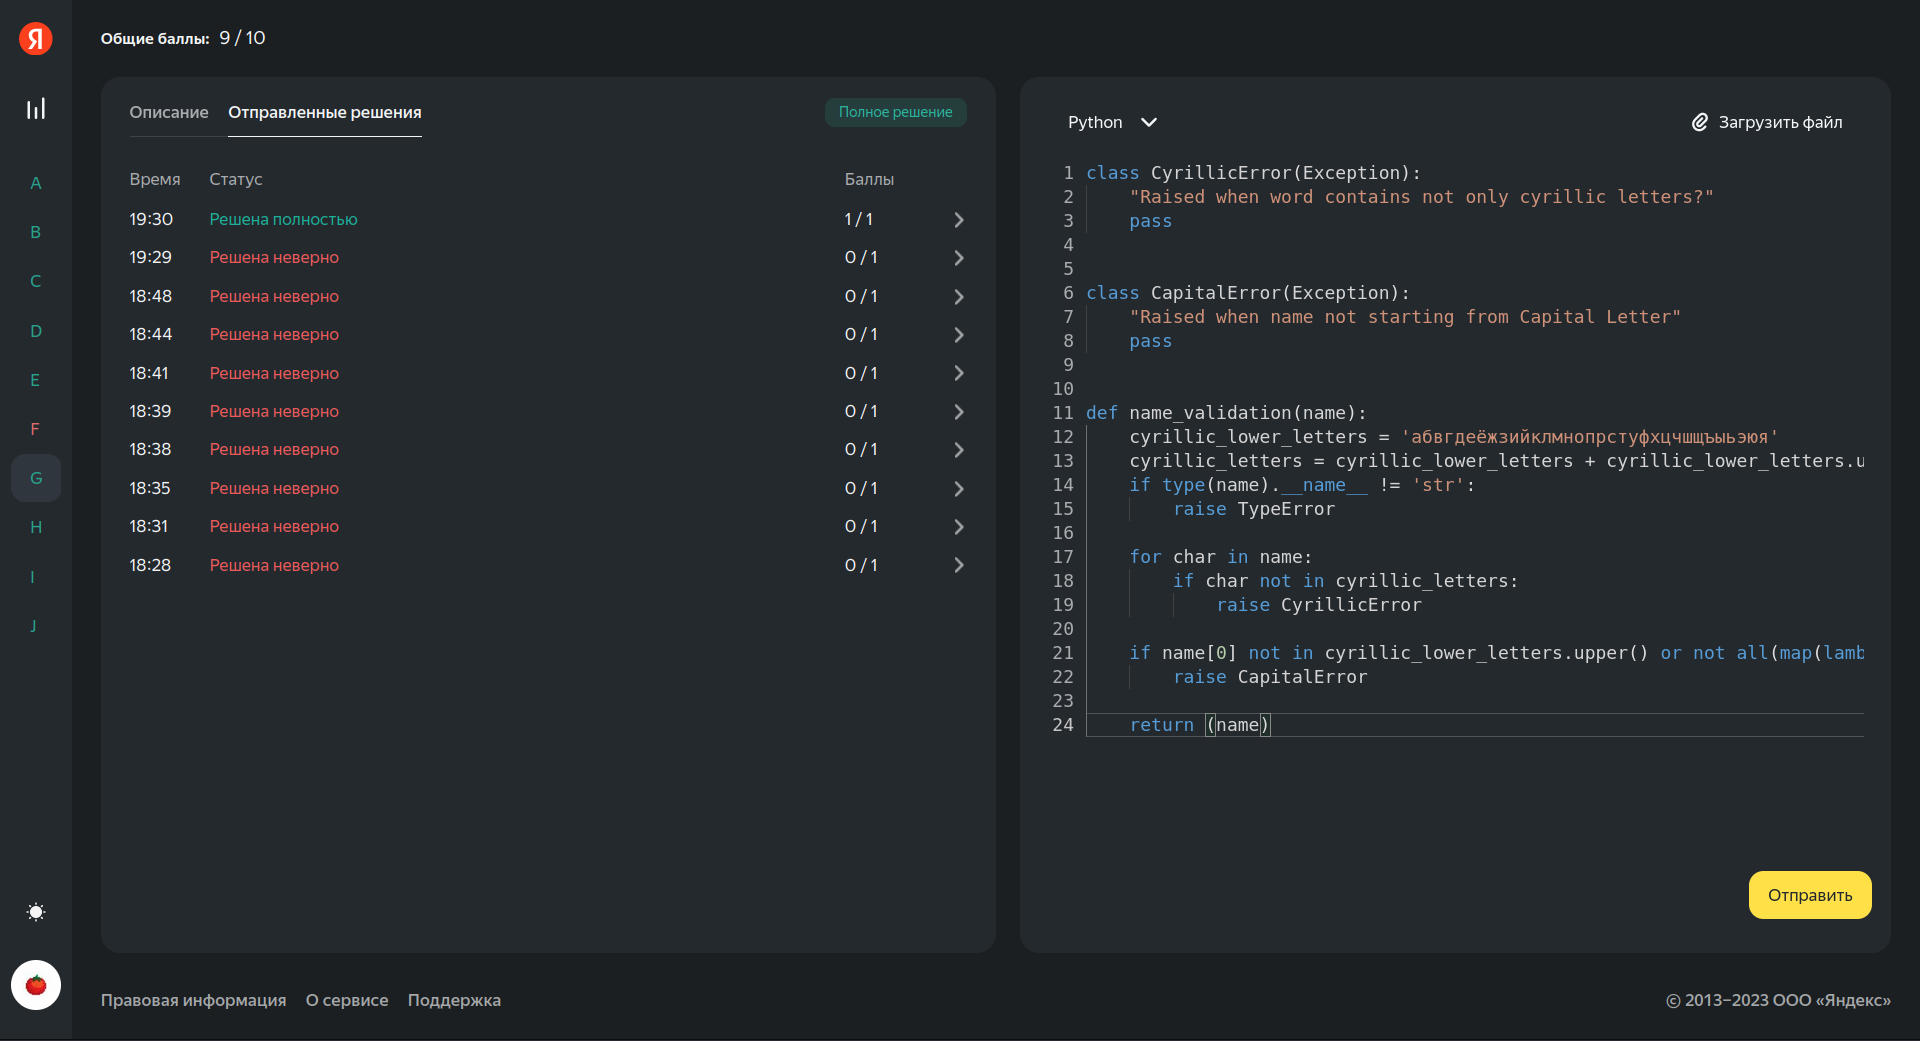 Я
Общие баллы: 9 / 10
A
B
C
D
E
F
G
H
I
J
Описание Отправленные решения Полное решение
Время Статус Баллы
19:30 Решена полностью 1 / 1
19:29 Решена неверно 0 / 1
18:48 Решена неверно 0 / 1
18:44 Решена неверно 0 / 1
18:41 Решена неверно 0 / 1
18:39 Решена неверно 0 / 1
18:38 Решена неверно 0 / 1
18:35 Решена неверно 0 / 1
18:31 Решена неверно 0 / 1
18:28 Решена неверно 0 / 1
Python Загрузить файл
1 class CyrillicError(Exception):
2     "Raised when word contains not only cyrillic letters?"
3     pass
4
5
6 class CapitalError(Exception):
7     "Raised when name not starting from Capital Letter"
8     pass
9
10
11 def name_validation(name):
12     cyrillic_lower_letters = 'абвгдеёжзийклмнопрстуфхцчшщъыьэюя'
13     cyrillic_letters = cyrillic_lower_letters + cyrillic_lower_letters.u
14     if type(name).__name__ != 'str':
15         raise TypeError
16
17     for char in name:
18         if char not in cyrillic_letters:
19             raise CyrillicError
20
21     if name[0] not in cyrillic_lower_letters.upper() or not all(map(lamb
22         raise CapitalError
23
24     return (name)
Отправить
Правовая информация О сервисе Поддержка
© 2013–2023 ООО «Яндекс»